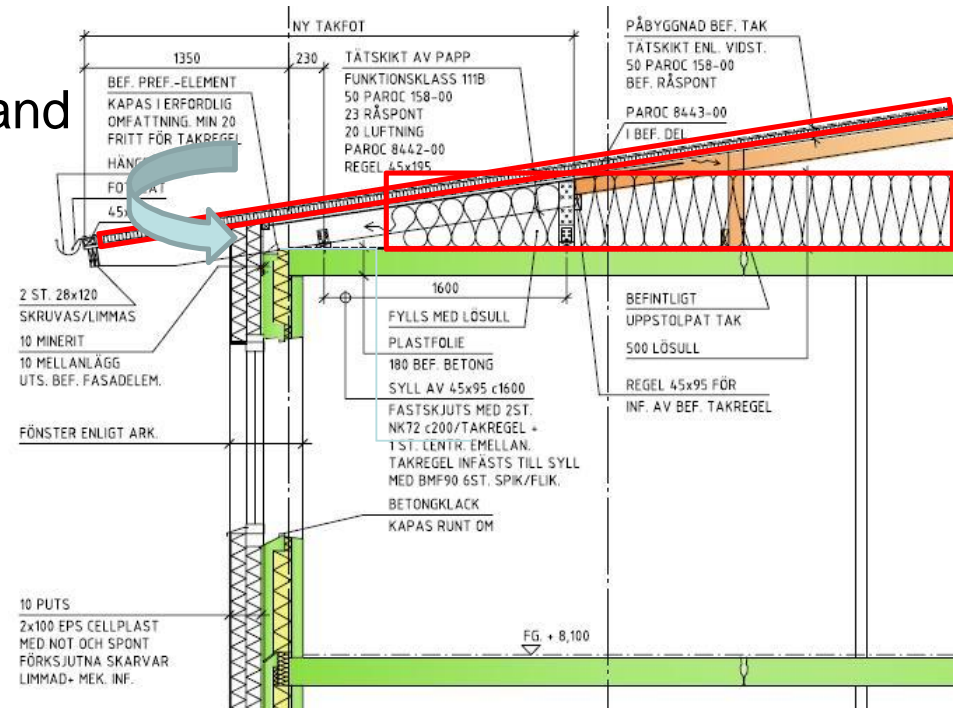 and
NY TAKFOT
1350
230
BEF. PREF.-ELEMENT
KAPAS I ERFORDLIG
OMFATTNING. MIN 20
FRITT FÖR TAKREGEL
TÄTSKIKT AV PAPP
FUNKTIONSKLASS 111B
50 PAROC 158-00
23 RÅSPONT
20 LUFTNING
PAROC 8442-00
REGEL 45x195
PÅBYGGNAD BEF. TAK
TÄTSKIKT ENL. VIDST.
50 PAROC 158-00
BEF. RÅSPONT
PAROC 8443-00
I BEF. DEL
2 ST. 28x120
SKRUVAS/LIMMAS
10 MINERIT
10 MELLANLÄGG
UTS. BEF. FASADELEM.
FÖNSTER ENLIGT ARK.
1600
FYLLS MED LÖSULL
PLASTFOLIE
180 BEF. BETONG
SYLL AV 45x95 c1600
FASTSKJUTS MED 2ST.
NK72 c200/TAKREGEL +
1 ST. CENTR. EMELLAN.
TAKREGEL INFÄSTS TILL SYLL
MED BMF90 6ST. SPIK/FLIK.
BETONGKLACK
KAPAS RUNT OM
BEFINTLIGT
UPPSTOLPAT TAK
500 LÖSULL
REGEL 45x95 FÖR
INF. AV BEF. TAKREGEL
10 PUTS
2x100 EPS CELLPLAST
MED NOT OCH SPONT
FÖRKSJUTNA SKARVAR
LIMMAD+ MEK. INF.
FG. + 8,100